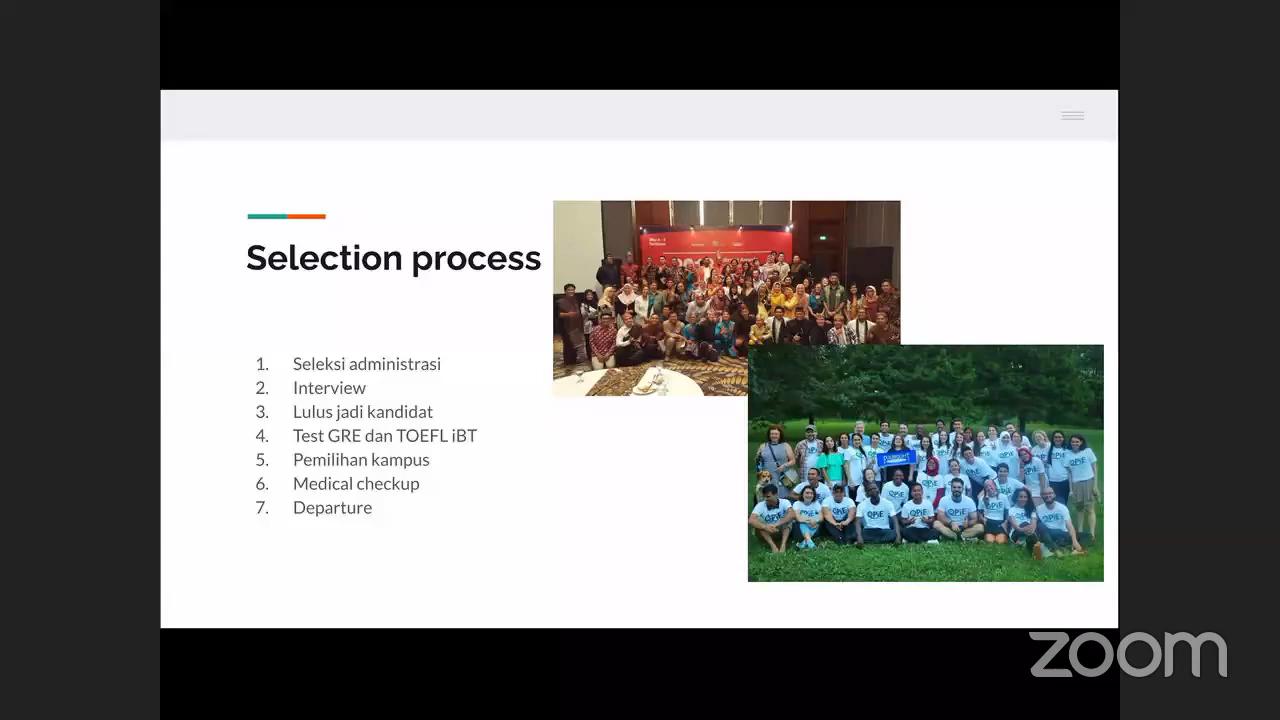 Selection process
1. Seleksi administrasi
2. Interview
3. Lulus jadi kandidat
4. Test GRE dan TOEFL iBT
5. Pemilihan kampus
6. Medical checkup
7. Departure
zoom